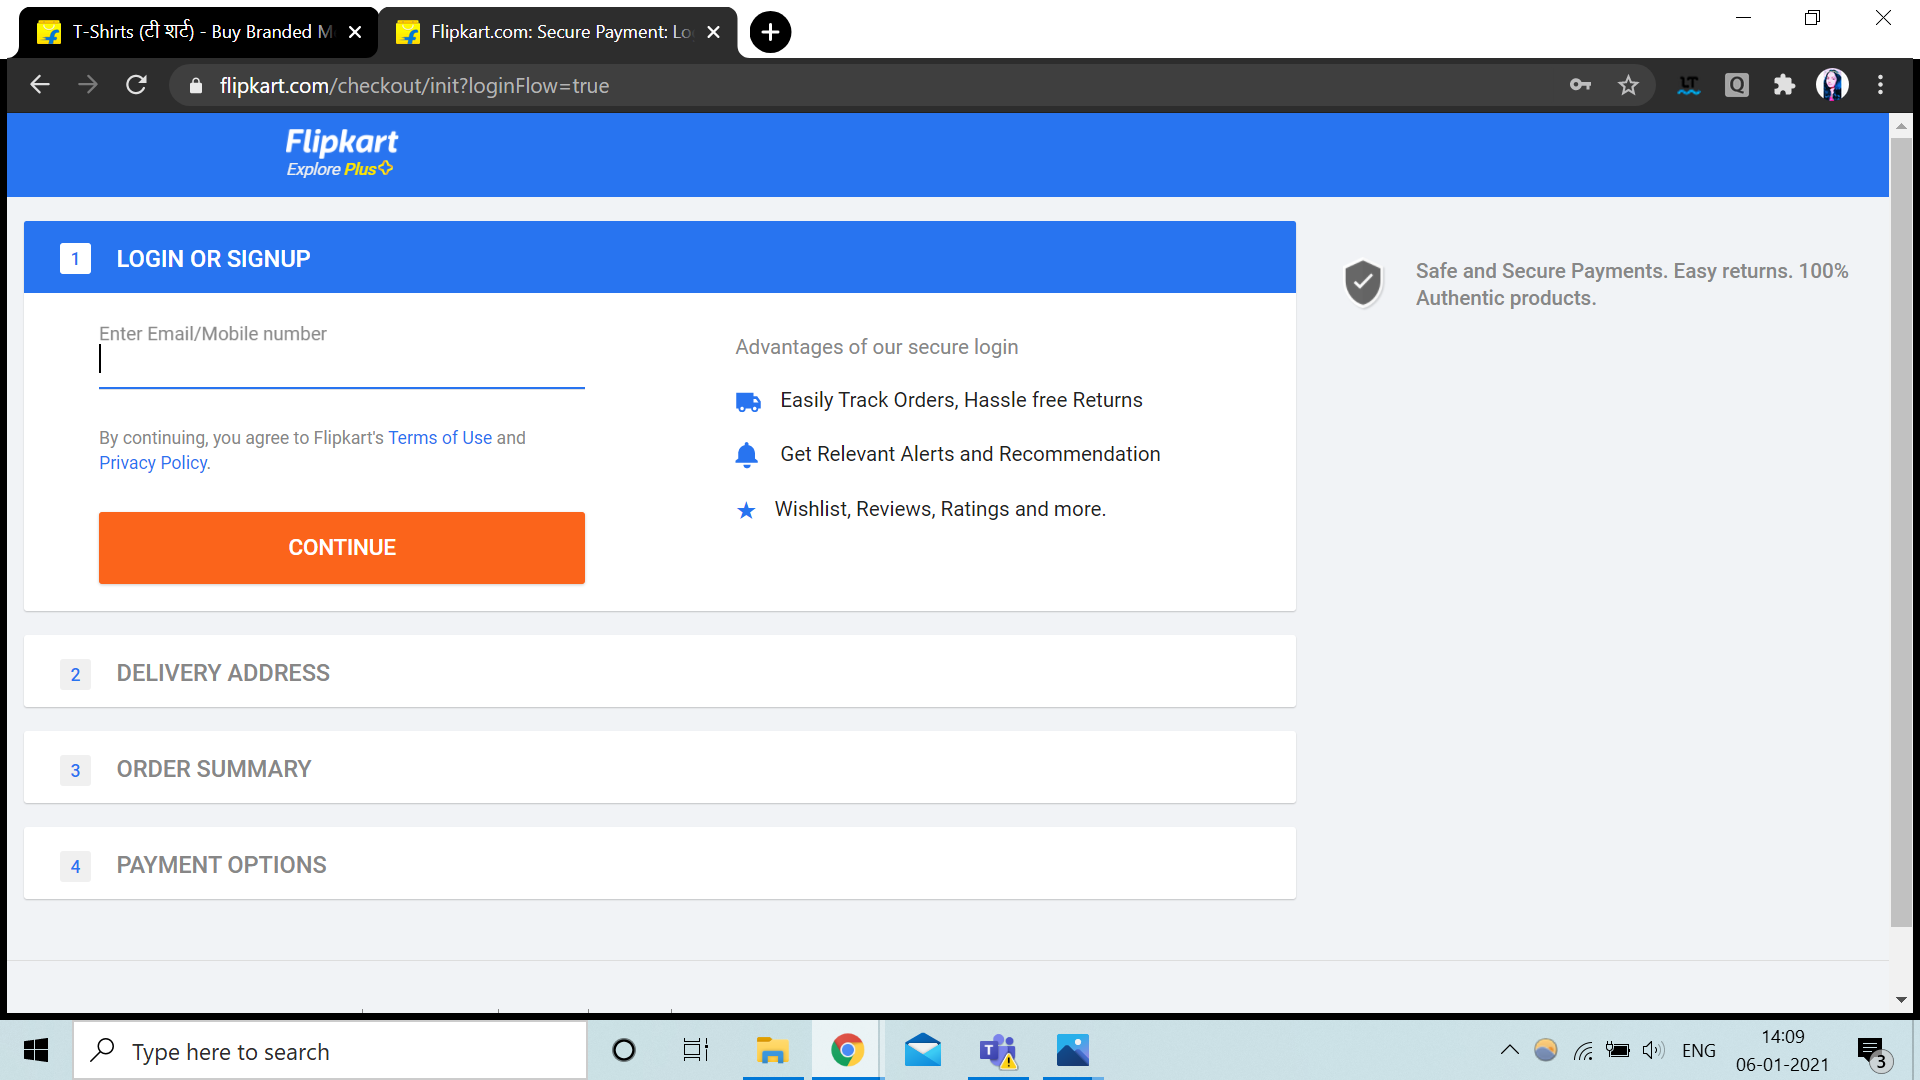 T-Shirts (टी शर्ट) - Buy Branded M
Flipkart.com: Secure Payment: Lo
flipkart.com/checkout/init?loginFlow=true
Flipkart
Explore Plus
1 LOGIN OR SIGNUP
Enter Email/Mobile number
By continuing, you agree to Flipkart's Terms of Use and
Privacy Policy.
CONTINUE
Advantages of our secure login
Easily Track Orders, Hassle free Returns
Get Relevant Alerts and Recommendation
Wishlist, Reviews, Ratings and more.
Safe and Secure Payments. Easy returns. 100%
Authentic products.
2 DELIVERY ADDRESS
3 ORDER SUMMARY
4 PAYMENT OPTIONS
Type here to search
ENG
14:09
06-01-2021
3